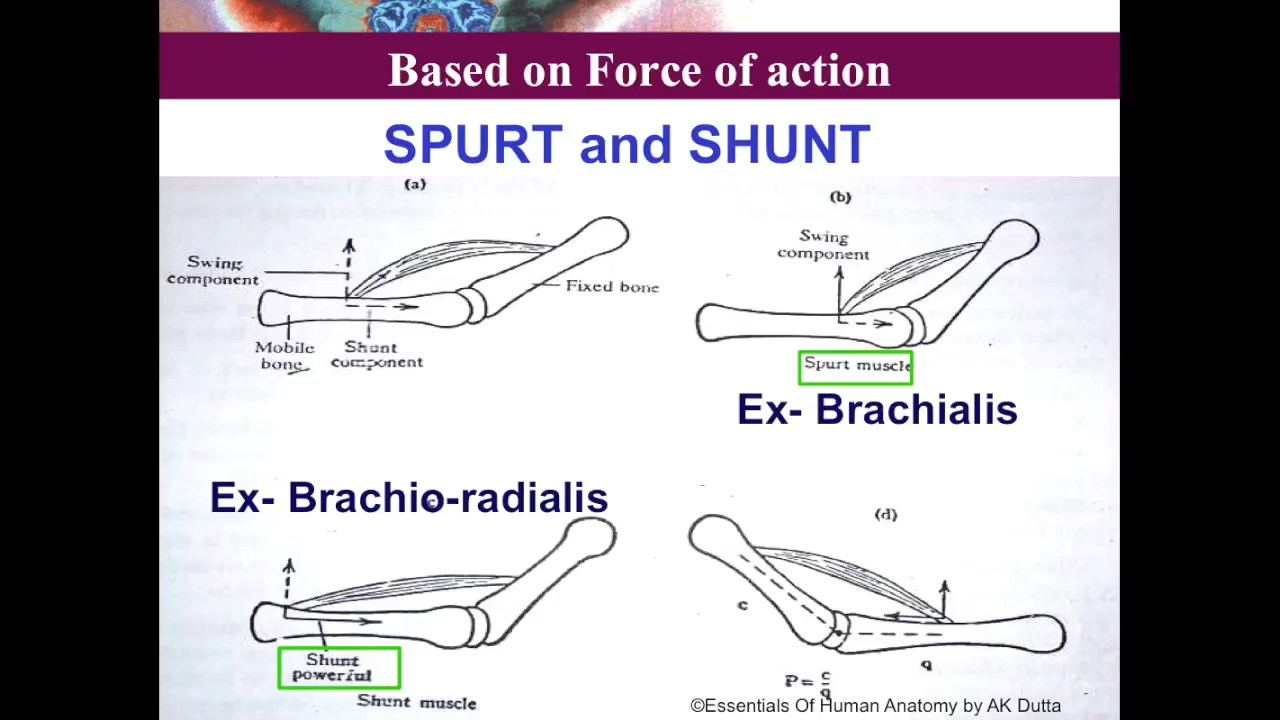 Based on Force of action
SPURT and SHUNT
(a)
Swing
component
Fixed bone
Mobile
bone
Shunt
component
(b)
Swing
component
Spurt muscle
Ex- Brachialis
Ex- Brachio-radialis
Shunt
powerful
Shunt muscle
(d)
c
q
P= c
q
©Essentials Of Human Anatomy by AK Dutta